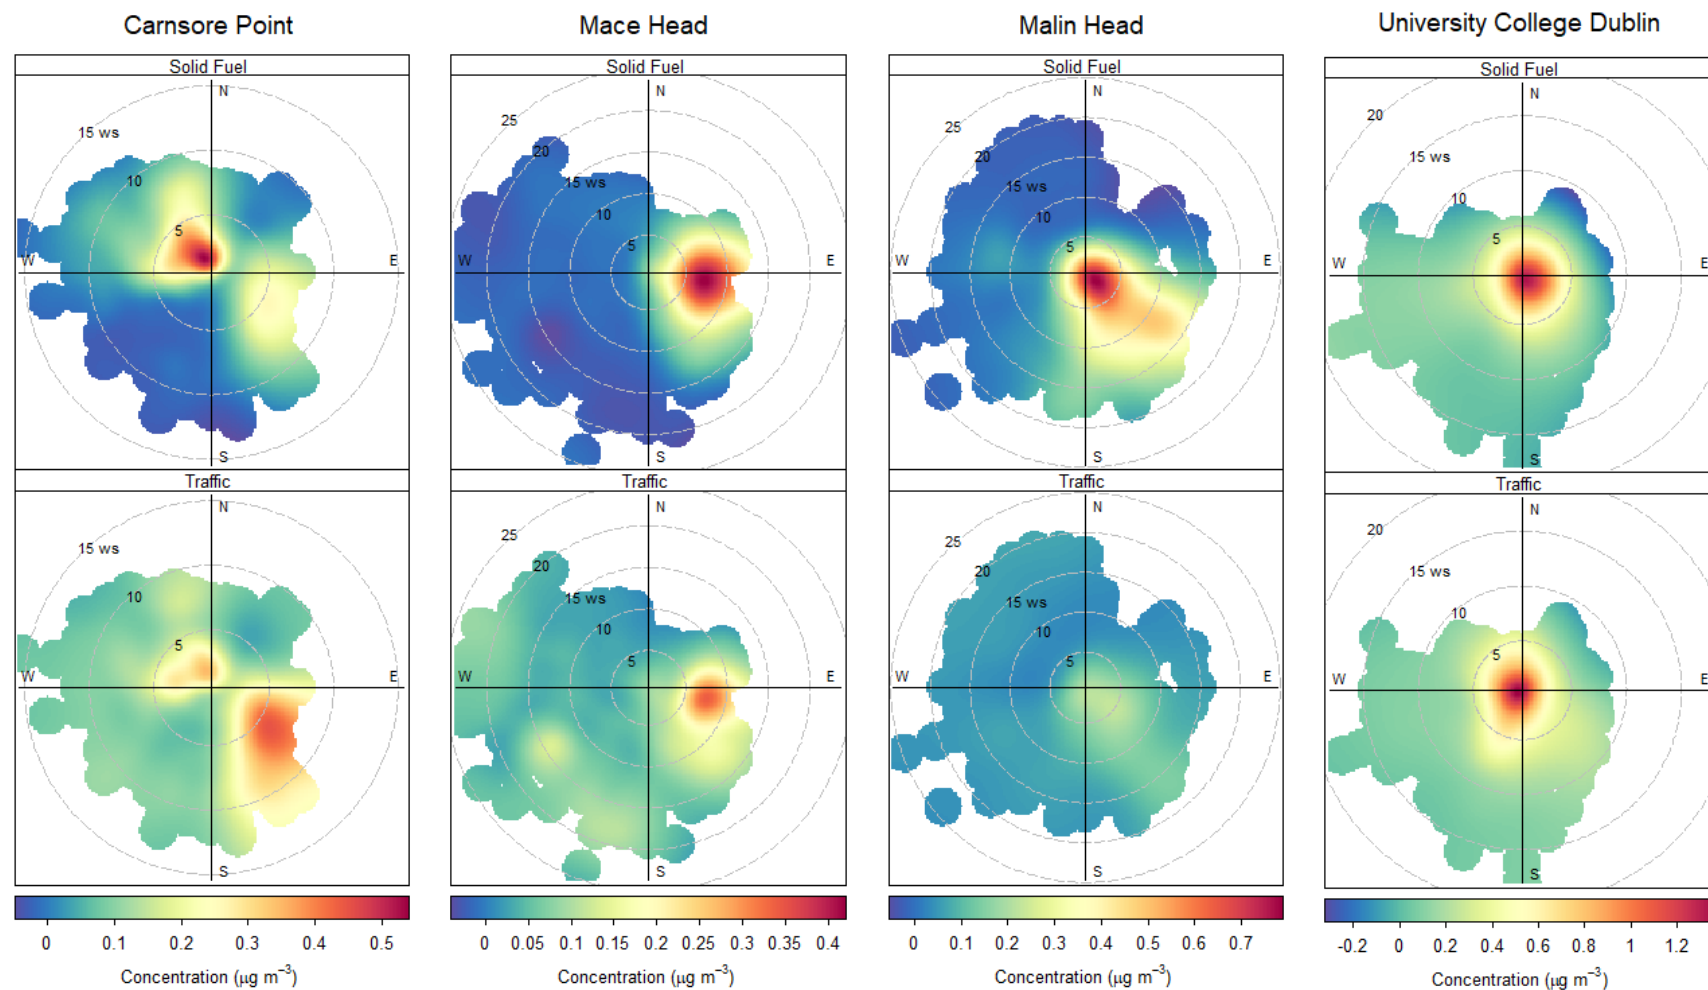 Carnsore Point
Mace Head
Malin Head
University College Dublin
Solid Fuel
Solid Fuel
Solid Fuel
Solid Fuel
N
15 ws
10
5
W
E
S
N
25
20
15 ws
10
5
W
E
S
N
25
20
15 ws
10
5
W
E
S
N
20
15 ws
10
5
W
E
S
Traffic
Traffic
Traffic
Traffic
N
15 ws
10
5
W
E
S
N
25
20
15 ws
10
5
W
E
S
N
25
20
15 ws
10
5
W
E
S
N
20
15 ws
10
5
W
E
S
0 0.1 0.2 0.3 0.4 0.5
Concentration (μg m⁻³)
0 0.05 0.1 0.15 0.2 0.25 0.3 0.35 0.4
Concentration (μg m⁻³)
0 0.1 0.2 0.3 0.4 0.5 0.6 0.7
Concentration (μg m⁻³)
-0.2 0 0.2 0.4 0.6 0.8 1 1.2
Concentration (μg m⁻³)